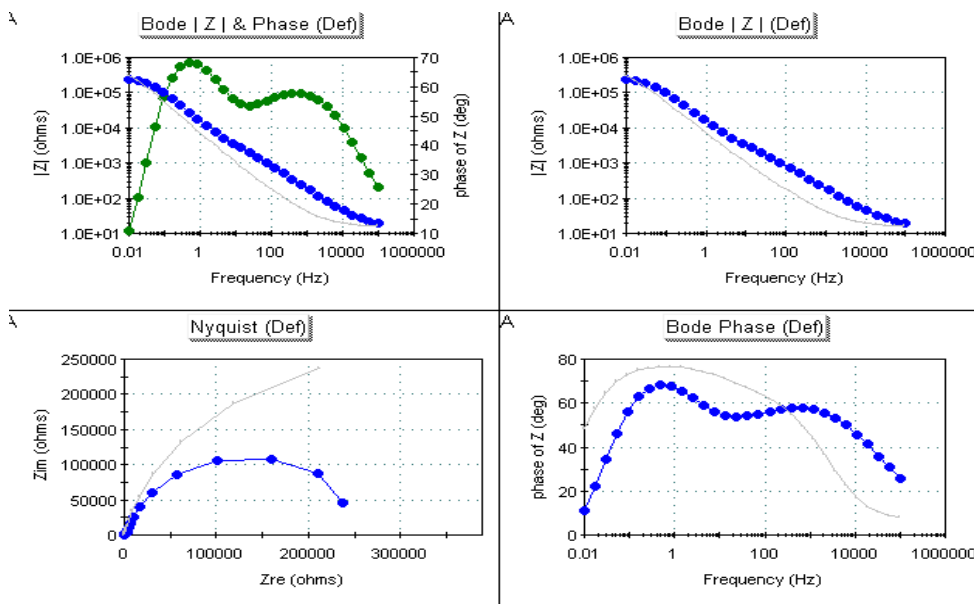 A
Bode | Z | & Phase (Def)
1.0E+06
1.0E+05
1.0E+04
1.0E+03
1.0E+02
1.0E+01
|Z| (ohms)
70
60
50
40
30
20
10
phase of Z (deg)
0.01 1 100 10000 1000000
Frequency (Hz)
A
Bode | Z | (Def)
1.0E+06
1.0E+05
1.0E+04
1.0E+03
1.0E+02
1.0E+01
|Z| (ohms)
0.01 1 100 10000 1000000
Frequency (Hz)
A
Nyquist (Def)
250000
200000
150000
100000
50000
0
Zim (ohms)
0 100000 200000 300000
Zre (ohms)
A
Bode Phase (Def)
80
60
40
20
0
phase of Z (deg)
0.01 1 100 10000 1000000
Frequency (Hz)